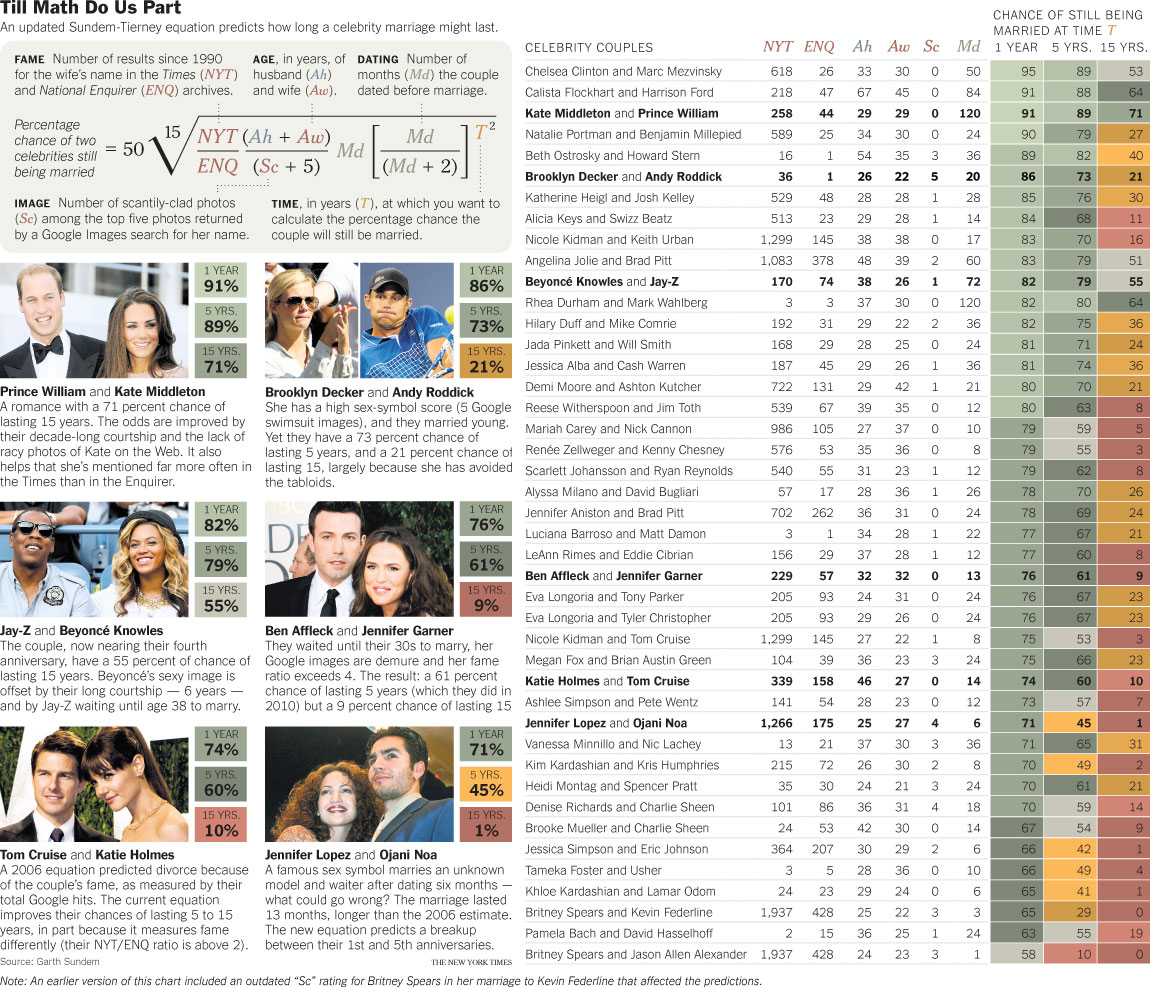 Till Math Do Us Part
An updated Sundem-Tierney equation predicts how long a celebrity marriage might last.
FAME Number of results since 1990
for the wife's name in the Times (NYT)
and National Enquirer (ENQ) archives.
AGE, in years, of
husband (Ah)
and wife (Aw).
DATING Number of
months (Md) the couple
dated before marriage.
Percentage
chance of two
celebrities still
being married
= 50 15√ NYT/ENQ (Ah + Aw)/(Sc + 5) Md [Md/(Md + 2)] T²
IMAGE Number of scantily-clad photos
(Sc) among the top five photos returned
by a Google Images search for her name.
TIME, in years (T), at which you want to
calculate the percentage chance the
couple will still be married.
1 YEAR
91%
5 YRS.
89%
15 YRS.
71%
Prince William and Kate Middleton
A romance with a 71 percent chance of
lasting 15 years. The odds are improved by
their decade-long courtship and the lack of
racy photos of Kate on the Web. It also
helps that she's mentioned far more often in
the Times than in the Enquirer.
1 YEAR
86%
5 YRS.
73%
15 YRS.
21%
Brooklyn Decker and Andy Roddick
She has a high sex-symbol score (5 Google
swimsuit images), and they married young.
Yet they have a 73 percent chance of
lasting 5 years, and a 21 percent chance of
lasting 15, largely because she has avoided
the tabloids.
1 YEAR
82%
5 YRS.
79%
15 YRS.
55%
Jay-Z and Beyoncé Knowles
The couple, now nearing their fourth
anniversary, have a 55 percent of chance of
lasting 15 years. Beyoncé's sexy image is
offset by their long courtship — 6 years —
and by Jay-Z waiting until age 38 to marry.
1 YEAR
76%
5 YRS.
61%
15 YRS.
9%
Ben Affleck and Jennifer Garner
They waited until their 30s to marry, her
Google images are demure and her fame
ratio exceeds 4. The result: a 61 percent
chance of lasting 5 years (which they did in
2010) but a 9 percent chance of lasting 15
1 YEAR
74%
5 YRS.
60%
15 YRS.
10%
Tom Cruise and Katie Holmes
A 2006 equation predicted divorce because
of the couple's fame, as measured by their
total Google hits. The current equation
improves their chances of lasting 5 to 15
years, in part because it measures fame
differently (their NYT/ENQ ratio is above 2).
1 YEAR
71%
5 YRS.
45%
15 YRS.
1%
Jennifer Lopez and Ojani Noa
A famous sex symbol marries an unknown
model and waiter after dating six months —
what could go wrong? The marriage lasted
13 months, longer than the 2006 estimate.
The new equation predicts a breakup
between their 1st and 5th anniversaries.
Source: Garth Sundem
THE NEW YORK TIMES
CHANCE OF STILL BEING
MARRIED AT TIME T
CELEBRITY COUPLES NYT ENQ Ah Aw Sc Md 1 YEAR 5 YRS. 15 YRS.
Chelsea Clinton and Marc Mezvinsky 618 26 33 30 0 50 95 89 53
Calista Flockhart and Harrison Ford 218 47 67 45 0 84 91 88 64
Kate Middleton and Prince William 258 44 29 29 0 120 91 89 71
Natalie Portman and Benjamin Millepied 589 25 34 30 0 24 90 79 27
Beth Ostrosky and Howard Stern 16 1 54 35 3 36 89 82 40
Brooklyn Decker and Andy Roddick 36 1 26 22 5 20 86 73 21
Katherine Heigl and Josh Kelley 529 48 28 28 1 28 85 76 30
Alicia Keys and Swizz Beatz 513 23 29 28 1 14 84 68 11
Nicole Kidman and Keith Urban 1,299 145 38 38 0 17 83 70 16
Angelina Jolie and Brad Pitt 1,083 378 48 39 2 60 83 79 51
Beyoncé Knowles and Jay-Z 170 74 38 26 1 72 82 79 55
Rhea Durham and Mark Wahlberg 3 3 37 30 0 120 82 80 64
Hilary Duff and Mike Comrie 192 31 29 22 2 36 82 75 36
Jada Pinkett and Will Smith 168 29 28 25 0 24 81 71 24
Jessica Alba and Cash Warren 187 45 29 26 1 36 81 74 36
Demi Moore and Ashton Kutcher 722 131 29 42 1 21 80 70 21
Reese Witherspoon and Jim Toth 539 67 39 35 0 12 80 63 8
Mariah Carey and Nick Cannon 986 105 27 37 0 10 79 59 5
Renée Zellweger and Kenny Chesney 576 53 35 36 0 8 79 55 3
Scarlett Johansson and Ryan Reynolds 540 55 31 23 1 12 79 62 8
Alyssa Milano and David Bugliari 57 17 28 36 1 26 78 70 26
Jennifer Aniston and Brad Pitt 702 262 36 31 0 24 78 69 24
Luciana Barroso and Matt Damon 3 1 34 28 1 22 77 67 21
LeAnn Rimes and Eddie Cibrian 156 29 37 28 1 12 77 60 8
Ben Affleck and Jennifer Garner 229 57 32 32 0 13 76 61 9
Eva Longoria and Tony Parker 205 93 24 31 0 24 76 67 23
Eva Longoria and Tyler Christopher 205 93 29 26 0 24 76 67 23
Nicole Kidman and Tom Cruise 1,299 145 27 22 1 8 75 53 3
Megan Fox and Brian Austin Green 104 39 36 23 3 24 75 66 23
Katie Holmes and Tom Cruise 339 158 46 27 0 14 74 60 10
Ashlee Simpson and Pete Wentz 141 54 28 23 0 12 73 57 7
Jennifer Lopez and Ojani Noa 1,266 175 25 27 4 6 71 45 1
Vanessa Minnillo and Nic Lachey 13 21 37 30 3 36 71 65 31
Kim Kardashian and Kris Humphries 215 72 26 30 2 8 70 49 2
Heidi Montag and Spencer Pratt 35 30 24 21 3 24 70 61 21
Denise Richards and Charlie Sheen 101 86 36 31 4 18 70 59 14
Brooke Mueller and Charlie Sheen 24 53 42 30 0 14 67 54 9
Jessica Simpson and Eric Johnson 364 207 30 29 2 6 66 42 1
Tameka Foster and Usher 3 5 28 36 0 10 66 49 4
Khloe Kardashian and Lamar Odom 24 23 29 24 0 6 65 41 1
Britney Spears and Kevin Federline 1,937 428 25 22 3 3 65 29 0
Pamela Bach and David Hasselhoff 2 15 36 25 1 24 63 55 19
Britney Spears and Jason Allen Alexander 1,937 428 24 23 3 1 58 10 0
Note: An earlier version of this chart included an outdated "Sc" rating for Britney Spears in her marriage to Kevin Federline that affected the predictions.